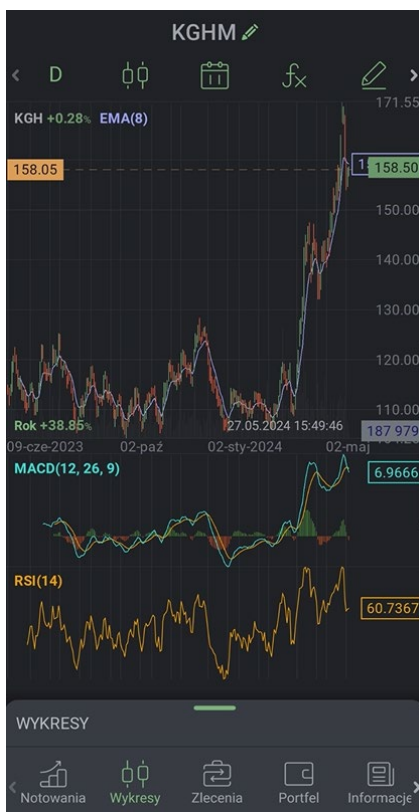 KGHM
D
fx
171.55
KGH +0.28% EMA(8)
158.05
158.50
150.00
140.00
130.00
120.00
110.00
Rok +38.85%
27.05.2024 15:49:46
187 979
09-cze-2023 02-paź 02-sty-2024 02-maj
MACD(12, 26, 9)
6.9666
RSI(14)
60.7367
WYKRESY
Notowania Wykresy Zlecenia Portfel Informacje